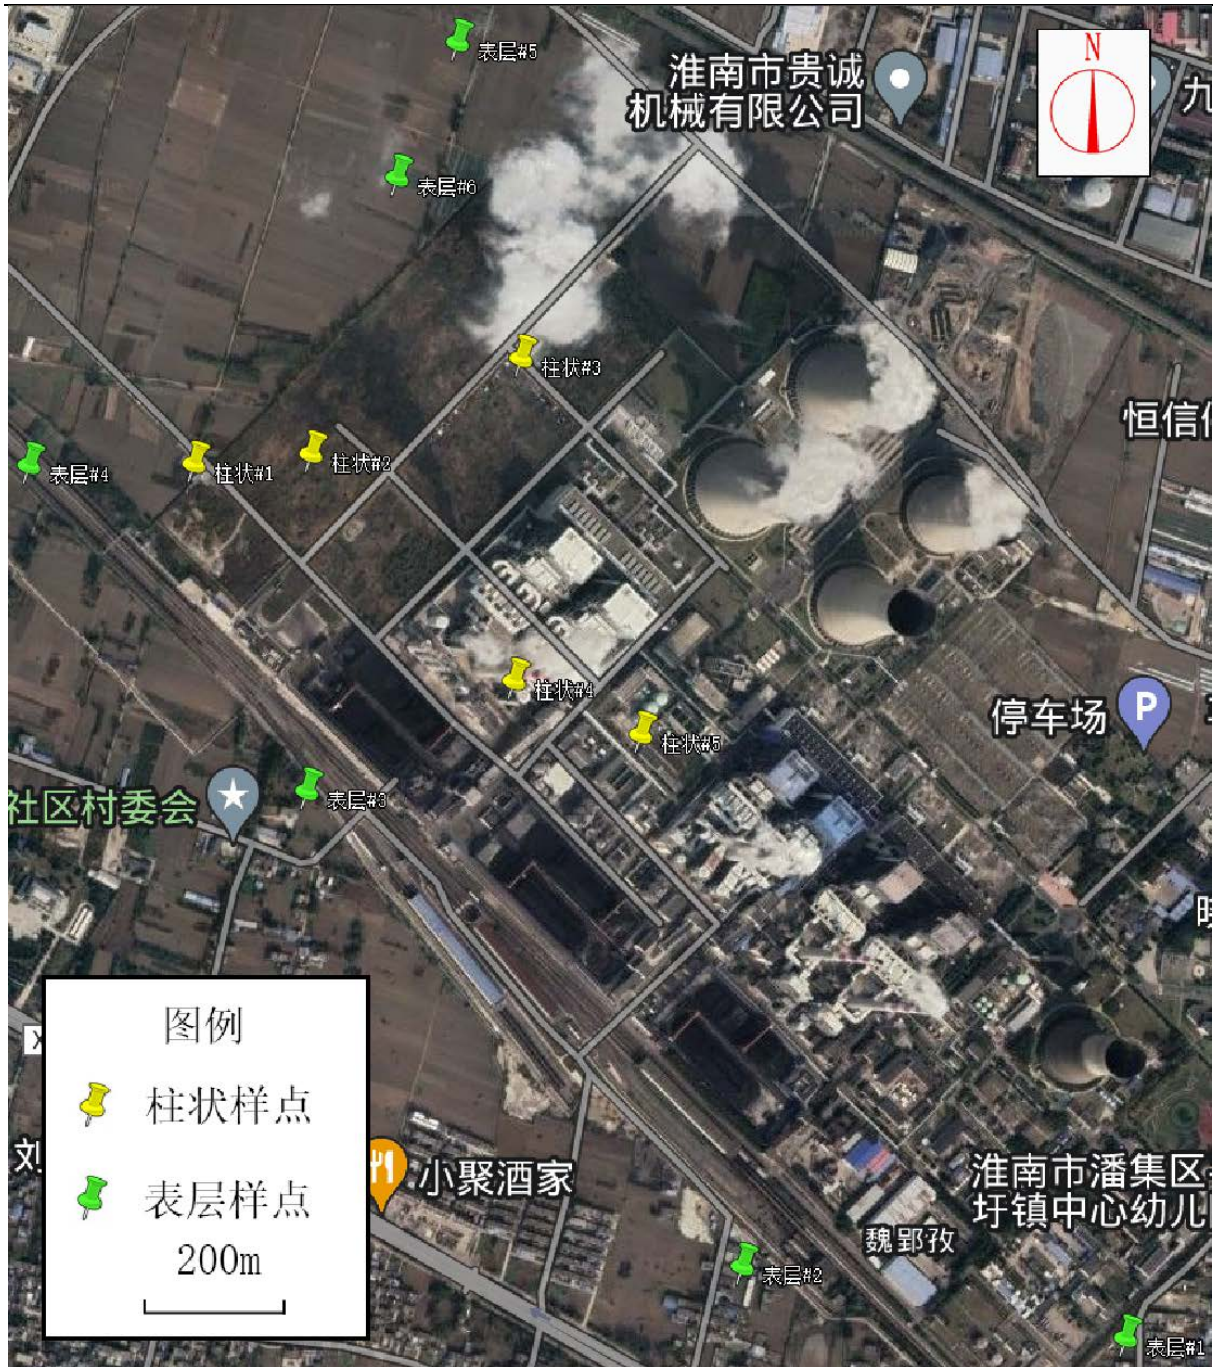 表层#5
淮南市贵诚
机械有限公司
N
九
表层#6
柱状#3
恒信
表层#4
柱状#1
柱状#2
柱状#4
停车场
P
柱状#5
社区村委会
表层#3
图例
柱状样点
表层样点
200m
X
刘
小聚酒家
淮南市潘集区
圩镇中心幼儿
魏郢孜
表层#2
表层#1